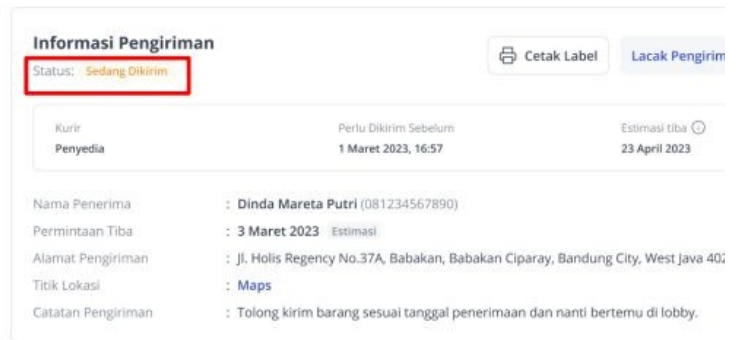 Informasi Pengiriman
Status: Sedang Dikirim
Cetak Label
Lacak Pengirim
Kurir
Perlu Dikirim Sebelum
Estimasi tiba
Penyedia
1 Maret 2023, 16:57
23 April 2023
Nama Penerima : Dinda Mareta Putri (081234567890)
Permintaan Tiba : 3 Maret 2023 Estimasi
Alamat Pengiriman : Jl. Holis Regency No.37A, Babakan, Babakan Ciparay, Bandung City, West Java 402
Titik Lokasi : Maps
Catatan Pengiriman : Tolong kirim barang sesuai tanggal penerimaan dan nanti bertemu di lobby.